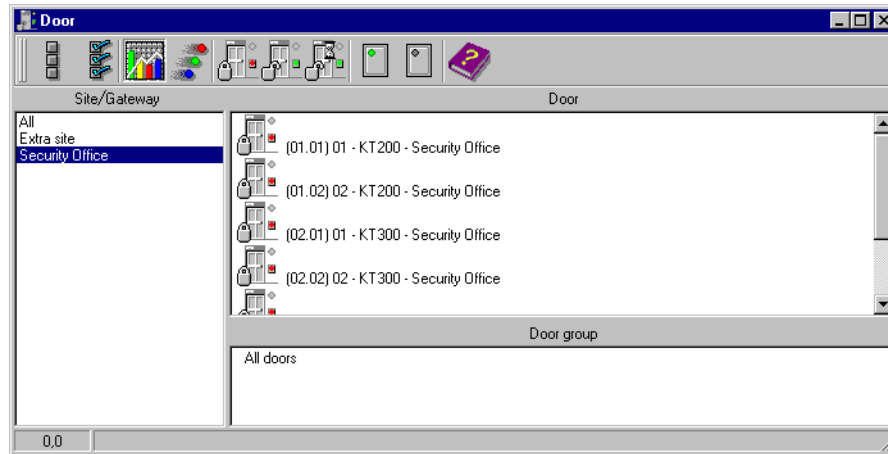 Door
Site/Gateway
Door
All
Extra site
Security Office
(01.01) 01 - KT200 - Security Office
(01.02) 02 - KT200 - Security Office
(02.01) 01 - KT300 - Security Office
(02.02) 02 - KT300 - Security Office
Door group
All doors
0,0